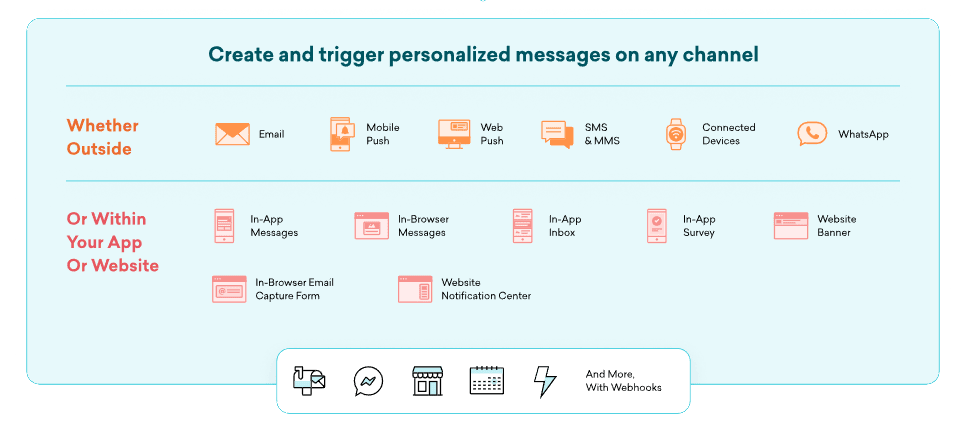 Create and trigger personalized messages on any channel
Whether
Outside
Email
Mobile
Push
Web
Push
SMS
& MMS
Connected
Devices
WhatsApp
Or Within
Your App
Or Website
In-App
Messages
In-Browser
Messages
In-App
Inbox
In-App
Survey
Website
Banner
In-Browser Email
Capture Form
Website
Notification Center
And More,
With Webhooks